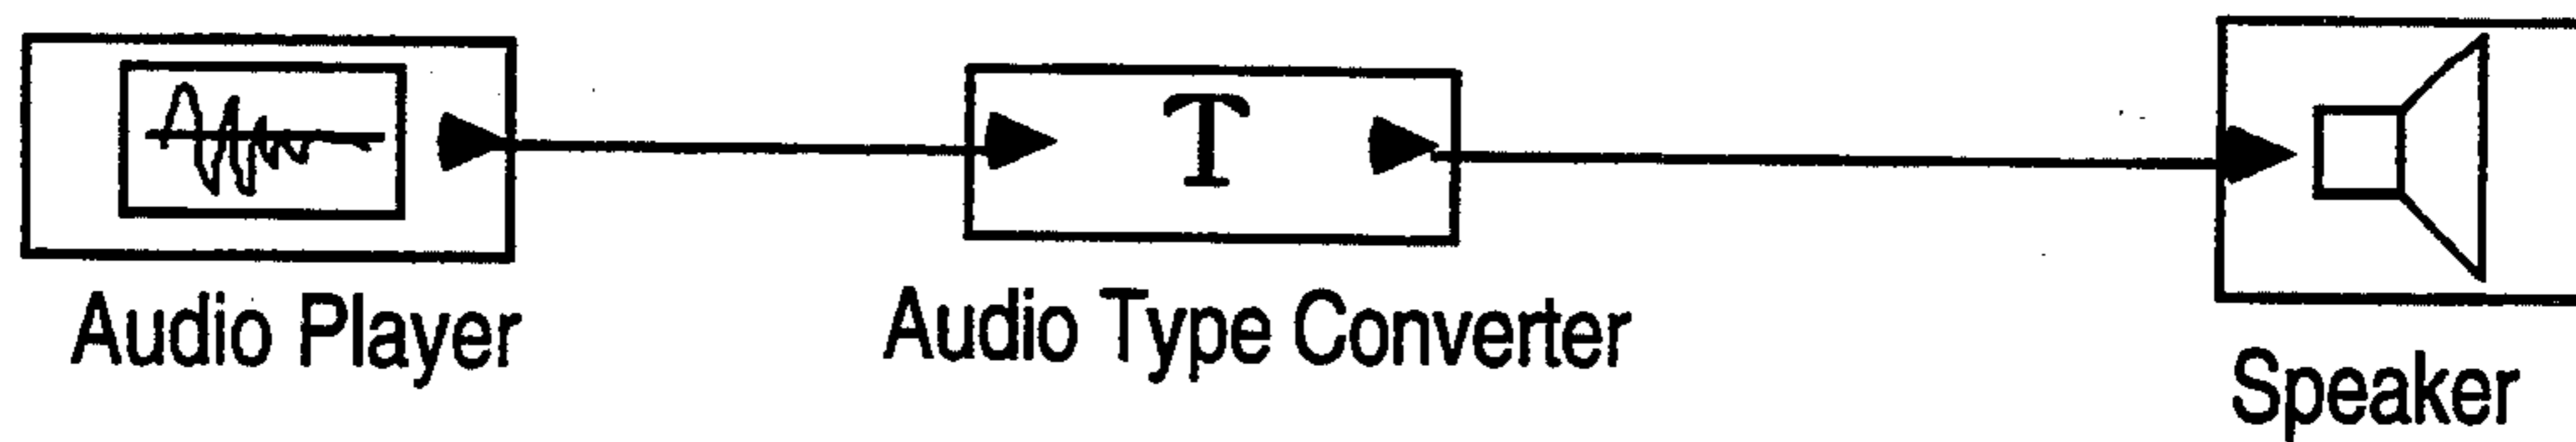 T
Audio Player
Audio Type Converter
Speaker